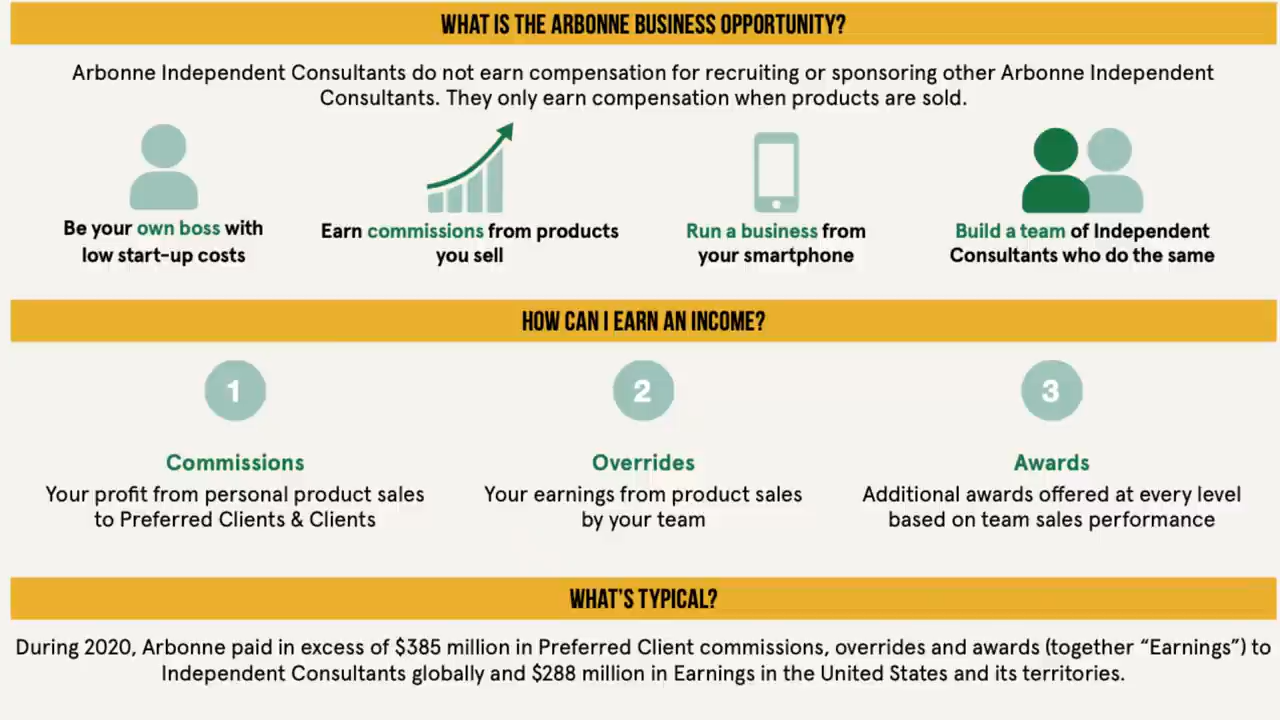 WHAT IS THE ARBONNE BUSINESS OPPORTUNITY?
Arbonne Independent Consultants do not earn compensation for recruiting or sponsoring other Arbonne Independent
Consultants. They only earn compensation when products are sold.
Be your own boss with
low start-up costs
Earn commissions from products
you sell
Run a business from
your smartphone
Build a team of Independent
Consultants who do the same
HOW CAN I EARN AN INCOME?
1
Commissions
Your profit from personal product sales
to Preferred Clients & Clients
2
Overrides
Your earnings from product sales
by your team
3
Awards
Additional awards offered at every level
based on team sales performance
WHAT'S TYPICAL?
During 2020, Arbonne paid in excess of $385 million in Preferred Client commissions, overrides and awards (together “Earnings”) to
Independent Consultants globally and $288 million in Earnings in the United States and its territories.